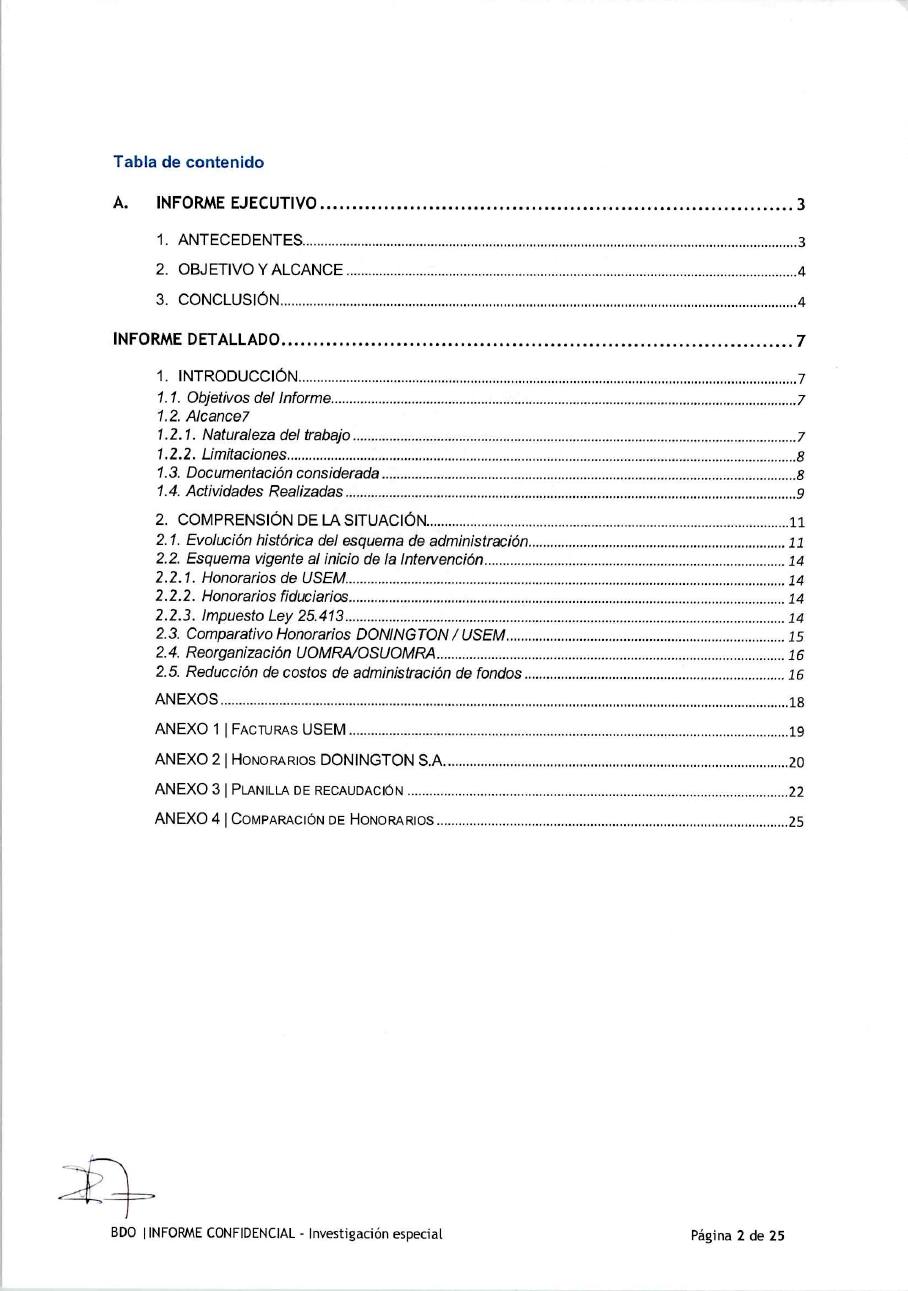 Tabla de contenido
A. INFORME EJECUTIVO 3
1. ANTECEDENTES 3
2. OBJETIVO Y ALCANCE 4
3. CONCLUSIÓN 4
INFORME DETALLADO 7
1. INTRODUCCIÓN 7
1.1. Objetivos del Informe 7
1.2. Alcance7
1.2.1. Naturaleza del trabajo 7
1.2.2. Limitaciones 8
1.3. Documentación considerada 8
1.4. Actividades Realizadas 9
2. COMPRENSIÓN DE LA SITUACIÓN 11
2.1. Evolución histórica del esquema de administración 11
2.2. Esquema vigente al inicio de la Intervención 14
2.2.1. Honorarios de USEM 14
2.2.2. Honorarios fiduciarios 14
2.2.3. Impuesto Ley 25.413 14
2.3. Comparativo Honorarios DONINGTON / USEM 15
2.4. Reorganización UOMRA/OSUOMRA 16
2.5. Reducción de costos de administración de fondos 16
ANEXOS 18
ANEXO 1 | FACTURAS USEM 19
ANEXO 2 | HONORARIOS DONINGTON S.A. 20
ANEXO 3 | PLANILLA DE RECAUDACIÓN 22
ANEXO 4 | COMPARACIÓN DE HONORARIOS 25
BDO | INFORME CONFIDENCIAL - Investigación especial Página 2 de 25